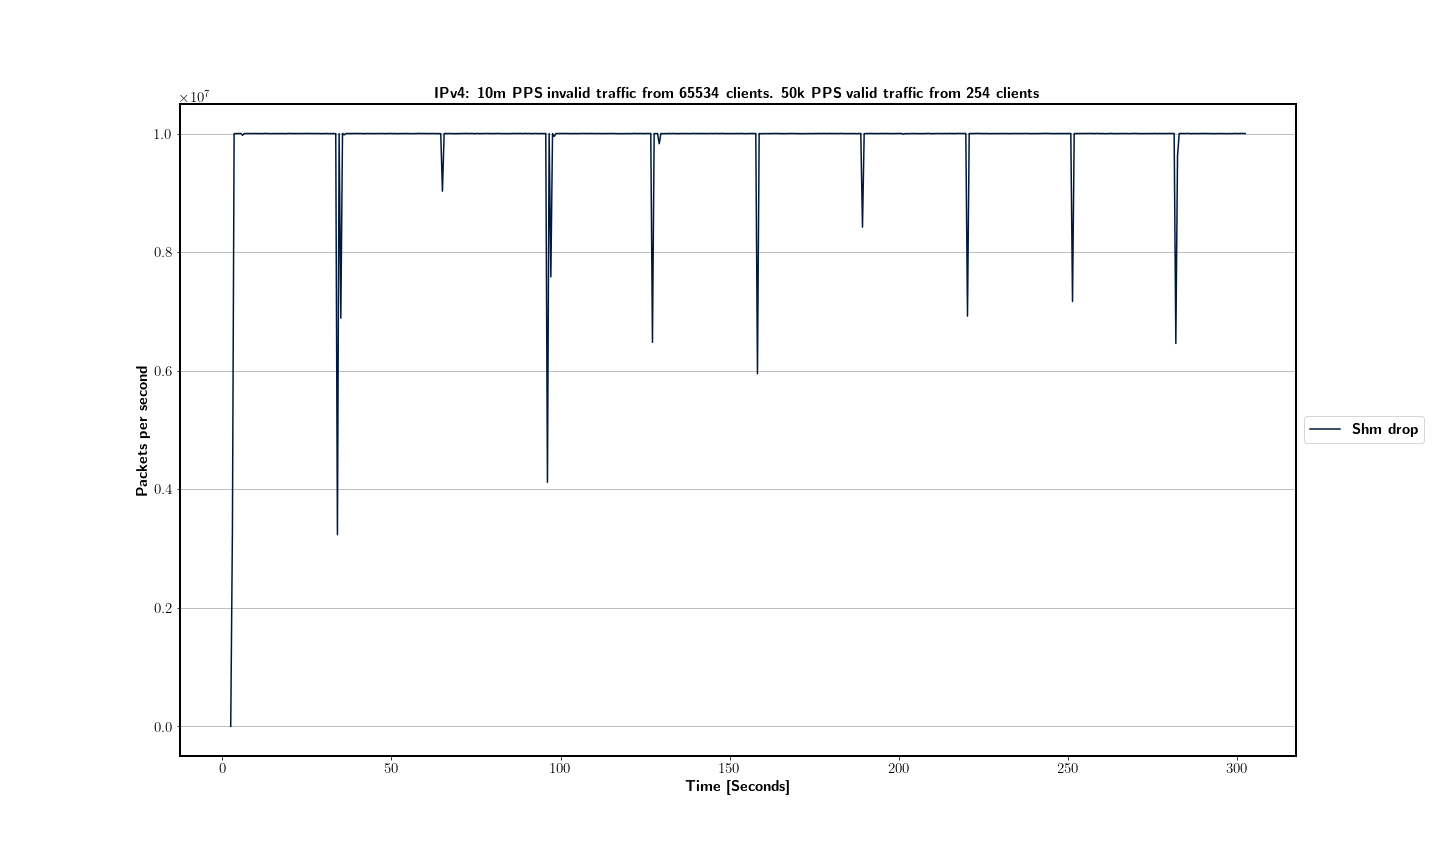 IPv4: 10m PPS invalid traffic from 65534 clients. 50k PPS valid traffic from 254 clients
×10⁷
1.0
0.8
0.6
0.4
0.2
0.0
Packets per second
0 50 100 150 200 250 300
Time [Seconds]
Shm drop